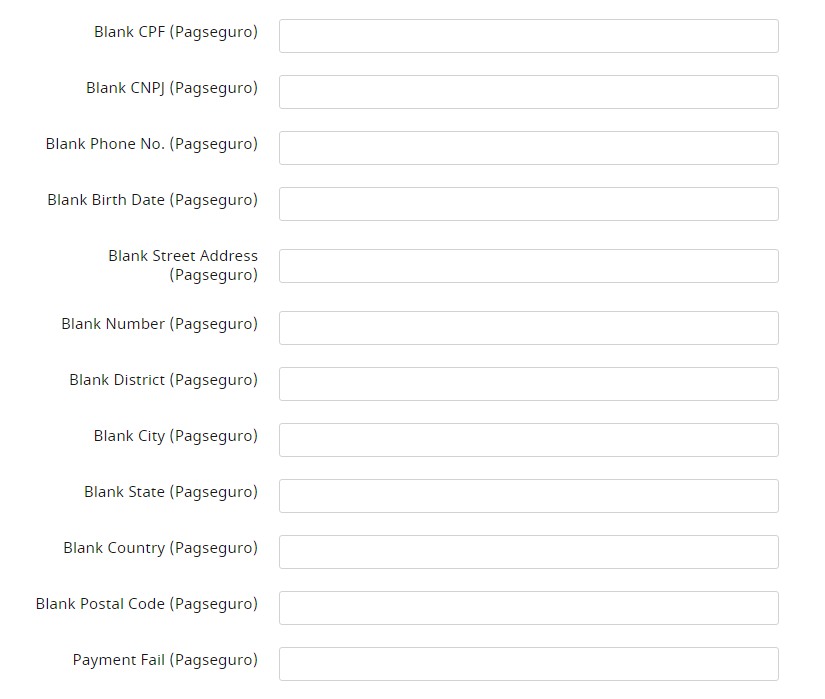 Blank CPF (Pagseguro)
Blank CNPJ (Pagseguro)
Blank Phone No. (Pagseguro)
Blank Birth Date (Pagseguro)
Blank Street Address
(Pagseguro)
Blank Number (Pagseguro)
Blank District (Pagseguro)
Blank City (Pagseguro)
Blank State (Pagseguro)
Blank Country (Pagseguro)
Blank Postal Code (Pagseguro)
Payment Fail (Pagseguro)